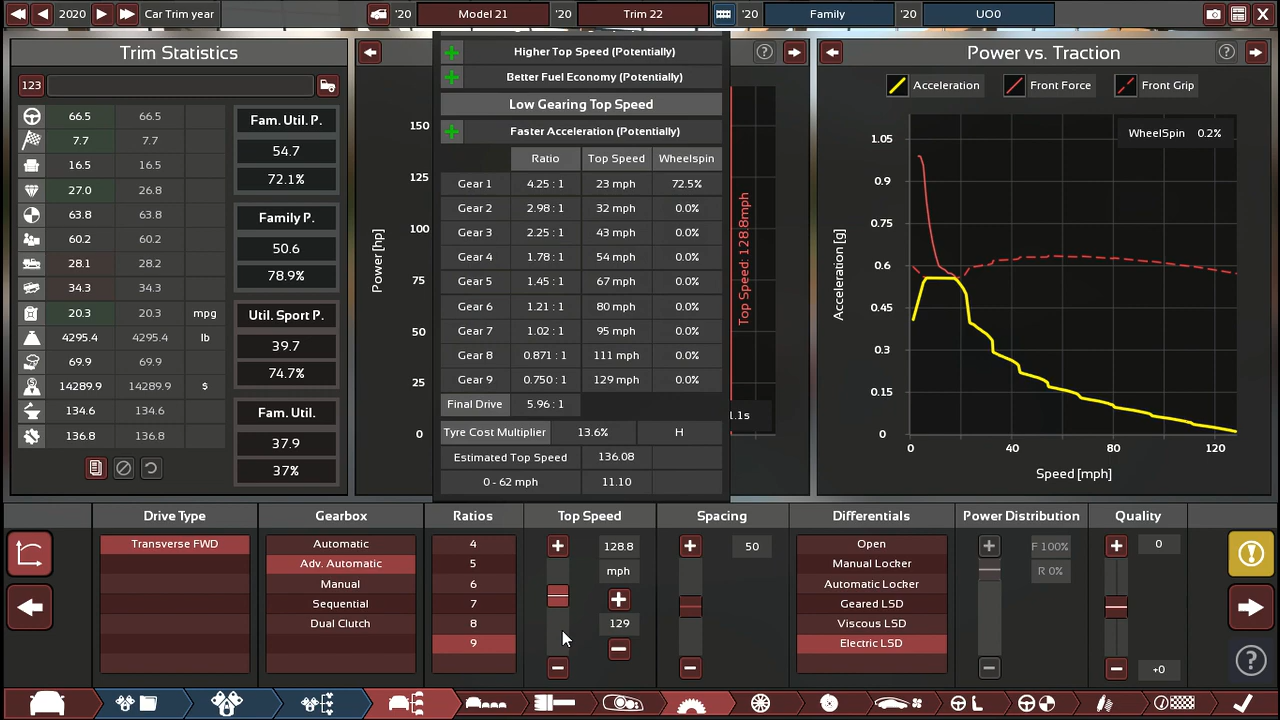 2020
Car Trim year
'20
Model 21
'20
Trim 22
'20
Family
'20
UO0
Trim Statistics
123
66.5 66.5
7.7 7.7
16.5 16.5
27.0 26.8
63.8 63.8
60.2 60.2
28.1 28.2
34.3 34.3
20.3 20.3 mpg
4295.4 4295.4 lb
69.9 69.9
14289.9 14289.9 $
134.6 134.6
136.8 136.8
Fam. Util. P.
54.7
72.1%
Family P.
50.6
78.9%
Util. Sport P.
39.7
74.7%
Fam. Util.
37.9
37%
Power [hp]
150
125
100
75
50
25
0
Higher Top Speed (Potentially)
Better Fuel Economy (Potentially)
Low Gearing Top Speed
Faster Acceleration (Potentially)
Ratio Top Speed Wheelspin
Gear 1 4.25 : 1 23 mph 72.5%
Gear 2 2.98 : 1 32 mph 0.0%
Gear 3 2.25 : 1 43 mph 0.0%
Gear 4 1.78 : 1 54 mph 0.0%
Gear 5 1.45 : 1 67 mph 0.0%
Gear 6 1.21 : 1 80 mph 0.0%
Gear 7 1.02 : 1 95 mph 0.0%
Gear 8 0.871 : 1 111 mph 0.0%
Gear 9 0.750 : 1 129 mph 0.0%
Final Drive 5.96 : 1
Tyre Cost Multiplier 13.6% H
Estimated Top Speed 136.08
0 - 62 mph 11.10
Top Speed: 128.8mph
1.1s
?
Power vs. Traction
?
Acceleration Front Force Front Grip
WheelSpin 0.2%
Acceleration [g]
1.05
0.9
0.75
0.6
0.45
0.3
0.15
0
0 40 80 120
Speed [mph]
Drive Type
Transverse FWD
Gearbox
Automatic
Adv. Automatic
Manual
Sequential
Dual Clutch
Ratios
4
5
6
7
8
9
Top Speed
128.8
mph
129
Spacing
50
Differentials
Open
Manual Locker
Automatic Locker
Geared LSD
Viscous LSD
Electric LSD
Power Distribution
F 100%
R 0%
Quality
0
+0
?